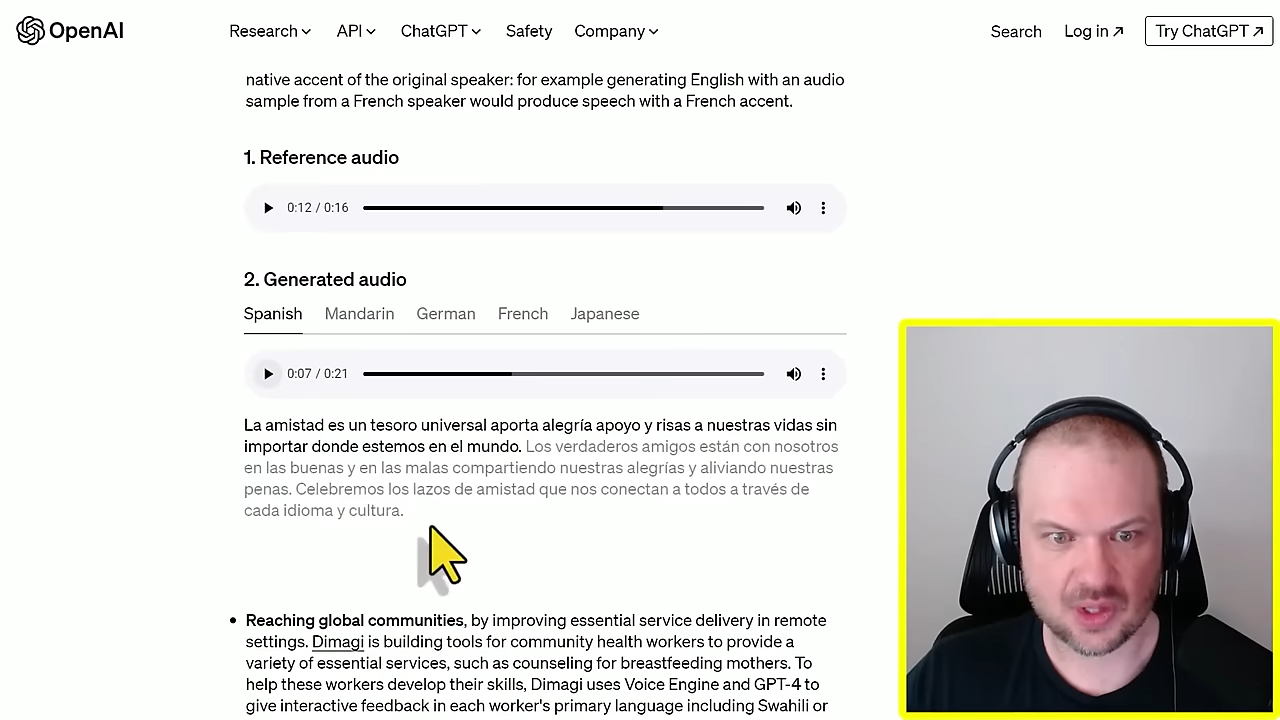 OpenAI
Research API ChatGPT Safety Company Search Log in ↗ Try ChatGPT ↗
native accent of the original speaker: for example generating English with an audio
sample from a French speaker would produce speech with a French accent.
1. Reference audio
0:12 / 0:16
2. Generated audio
Spanish Mandarin German French Japanese
0:07 / 0:21
La amistad es un tesoro universal aporta alegría apoyo y risas a nuestras vidas sin
importar donde estemos en el mundo. Los verdaderos amigos están con nosotros
en las buenas y en las malas compartiendo nuestras alegrías y aliviando nuestras
penas. Celebremos los lazos de amistad que nos conectan a todos a través de
cada idioma y cultura.
• Reaching global communities, by improving essential service delivery in remote
settings. Dimagi is building tools for community health workers to provide a
variety of essential services, such as counseling for breastfeeding mothers. To
help these workers develop their skills, Dimagi uses Voice Engine and GPT-4 to
give interactive feedback in each worker's primary language including Swahili or